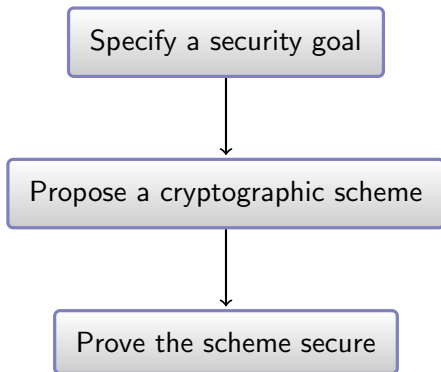 Specify a security goal
Propose a cryptographic scheme
Prove the scheme secure